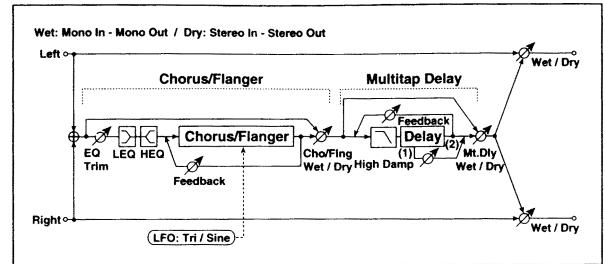 Wet: Mono In - Mono Out / Dry: Stereo In - Stereo Out
Left
Wet / Dry
Chorus/Flanger
Multitap Delay
Feedback
EQ Trim
LEQ
HEQ
Chorus/Flanger
Cho/Flng
Wet / Dry
High Damp
Delay
(1)
(2)
Mt.Dly
Wet / Dry
Feedback
Right
Wet / Dry
LFO: Tri / Sine